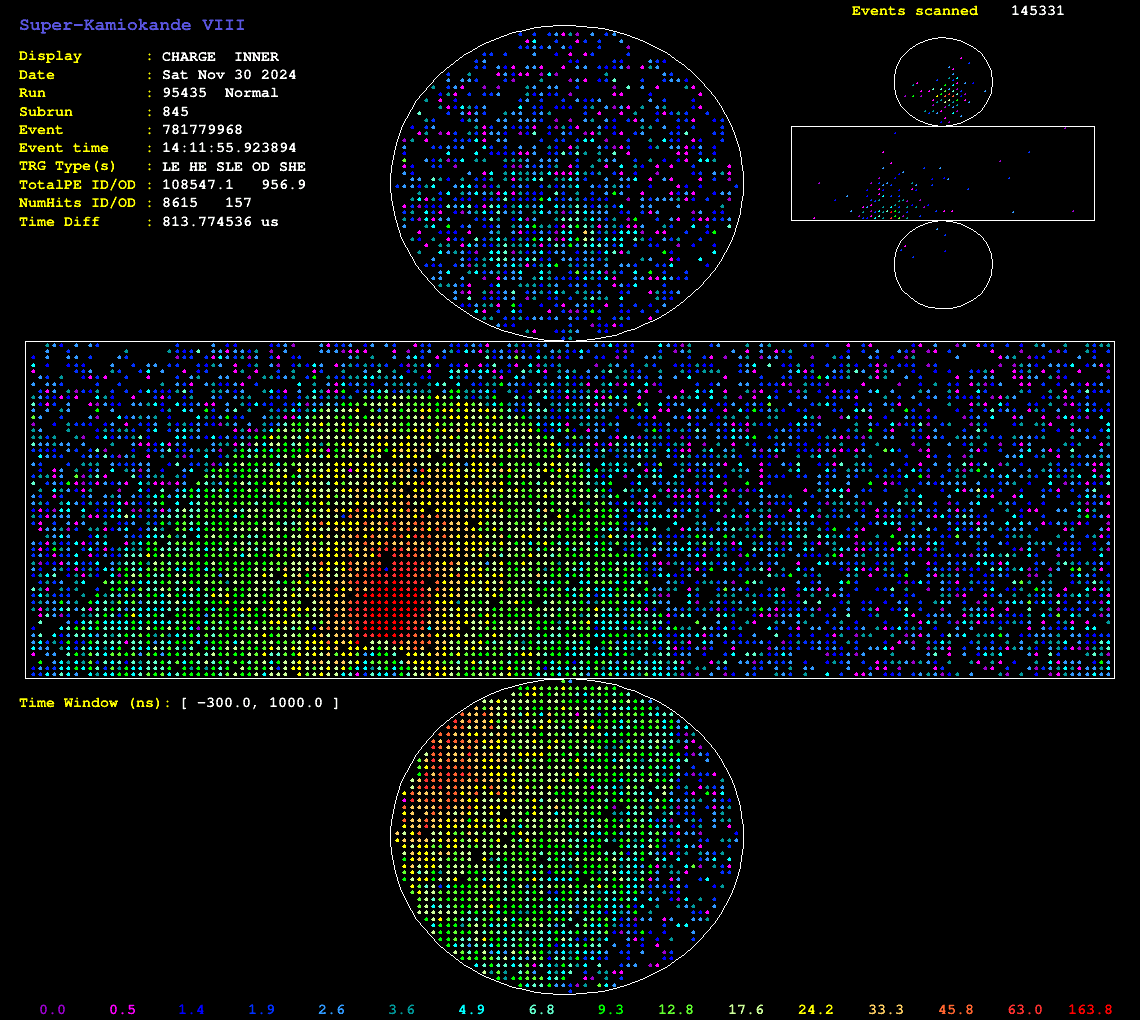 Super-Kamiokande VIII
Events scanned 145331
Display : CHARGE INNER
Date : Sat Nov 30 2024
Run : 95435 Normal
Subrun : 845
Event : 781779968
Event time : 14:11:55.923894
TRG Type(s) : LE HE SLE OD SHE
TotalPE ID/OD : 108547.1 956.9
NumHits ID/OD : 8615 157
Time Diff : 813.774536 us
Time Window (ns): [ -300.0, 1000.0 ]
0.0 0.5 1.4 1.9 2.6 3.6 4.9 6.8 9.3 12.8 17.6 24.2 33.3 45.8 63.0 163.8